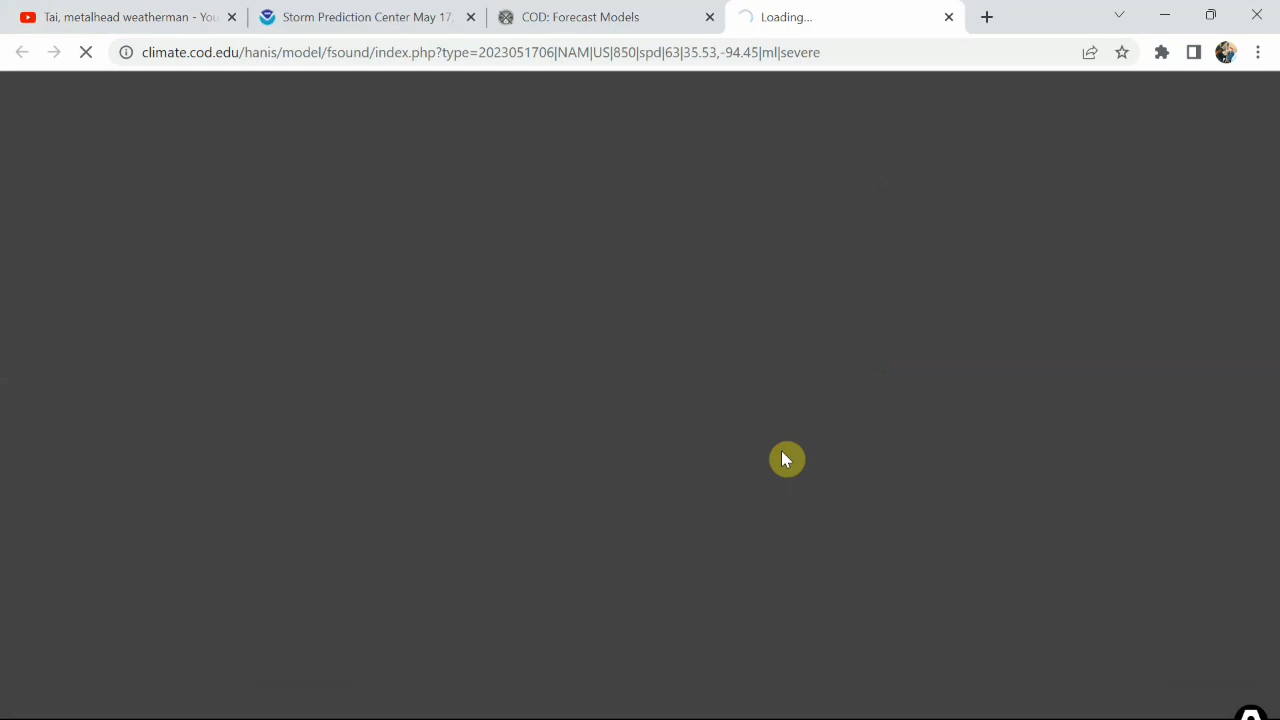 Tai, metalhead weatherman - You
Storm Prediction Center May 17,
COD: Forecast Models
Loading...
climate.cod.edu/hanis/model/fsound/index.php?type=2023051706|NAM|US|850|spd|63|35.53,-94.45|ml|severe